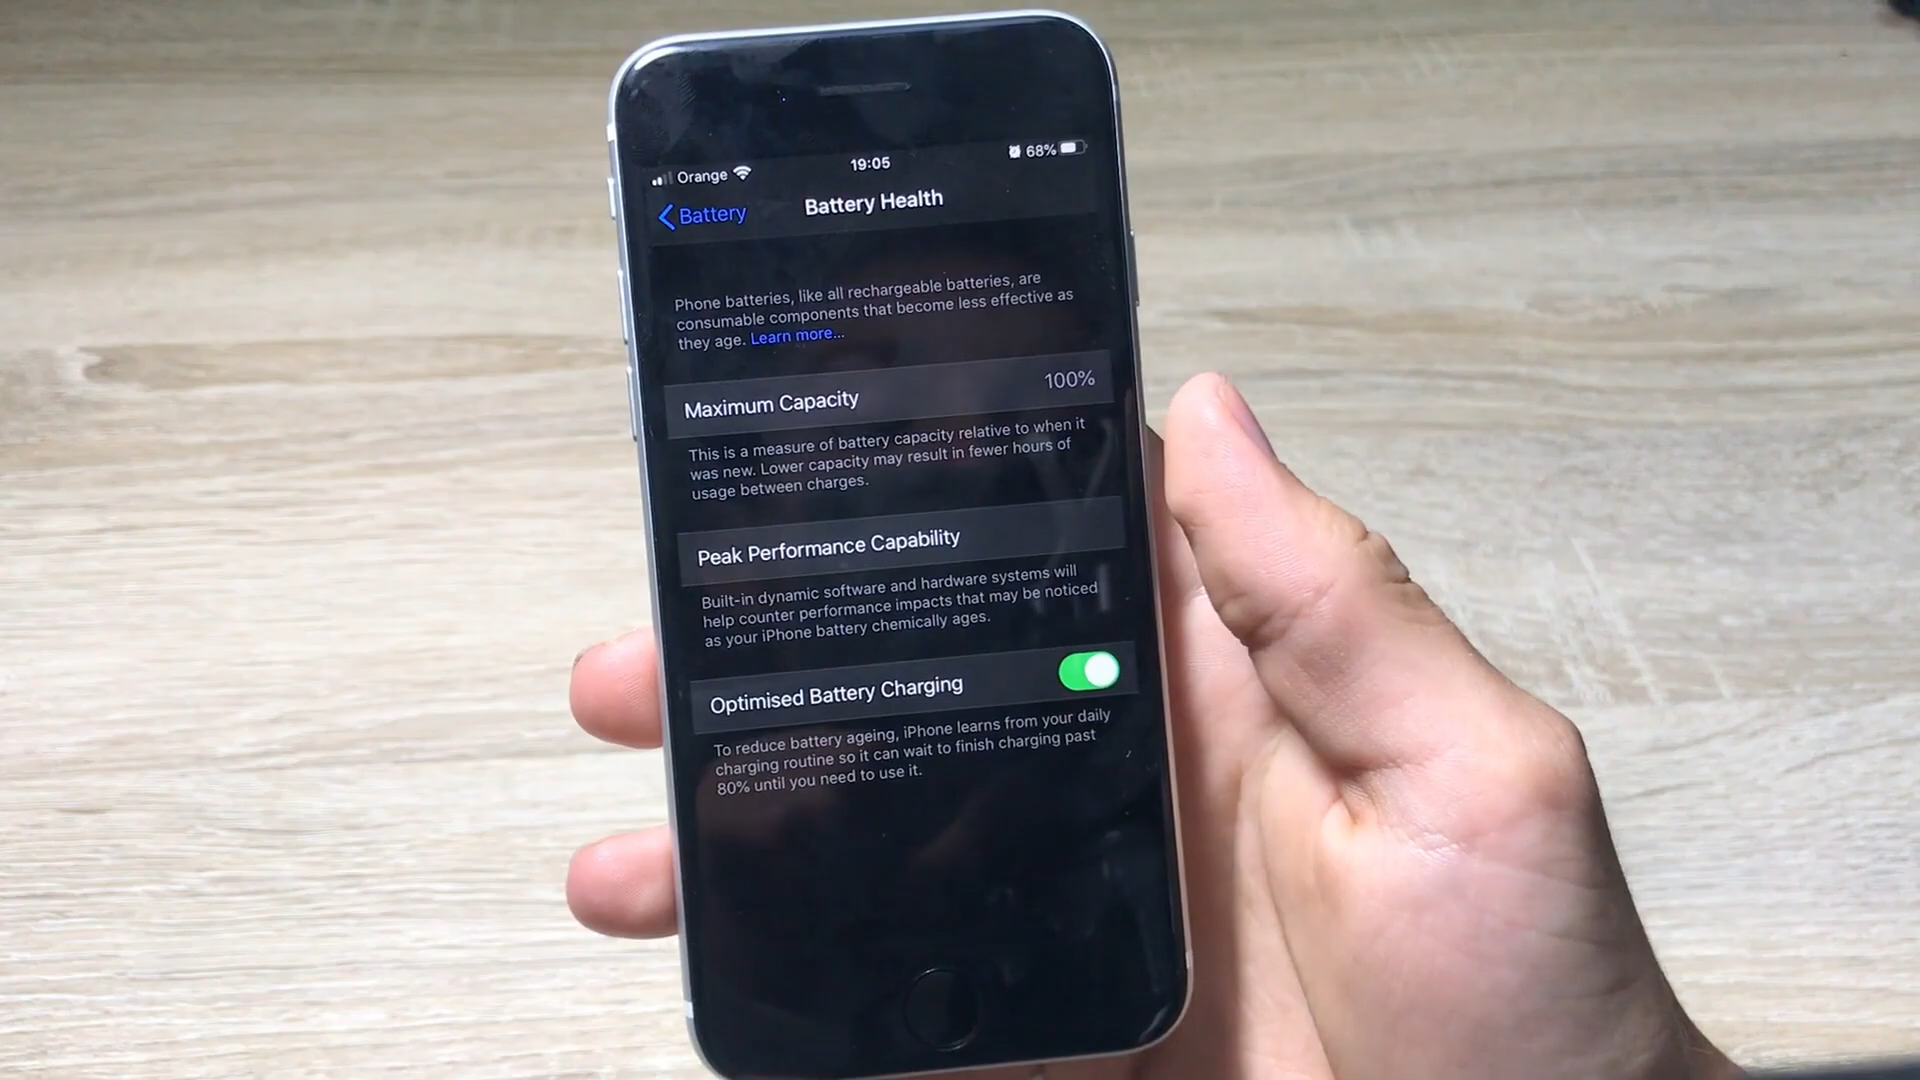 19:05
Orange
68%
Battery
Battery Health
Phone batteries, like all rechargeable batteries, are
consumable components that become less effective as
they age. Learn more...
Maximum Capacity
100%
This is a measure of battery capacity relative to when it
was new. Lower capacity may result in fewer hours of
usage between charges.
Peak Performance Capability
Built-in dynamic software and hardware systems will
help counter performance impacts that may be noticed
as your iPhone battery chemically ages.
Optimised Battery Charging
To reduce battery ageing, iPhone learns from your daily
charging routine so it can wait to finish charging past
80% until you need to use it.